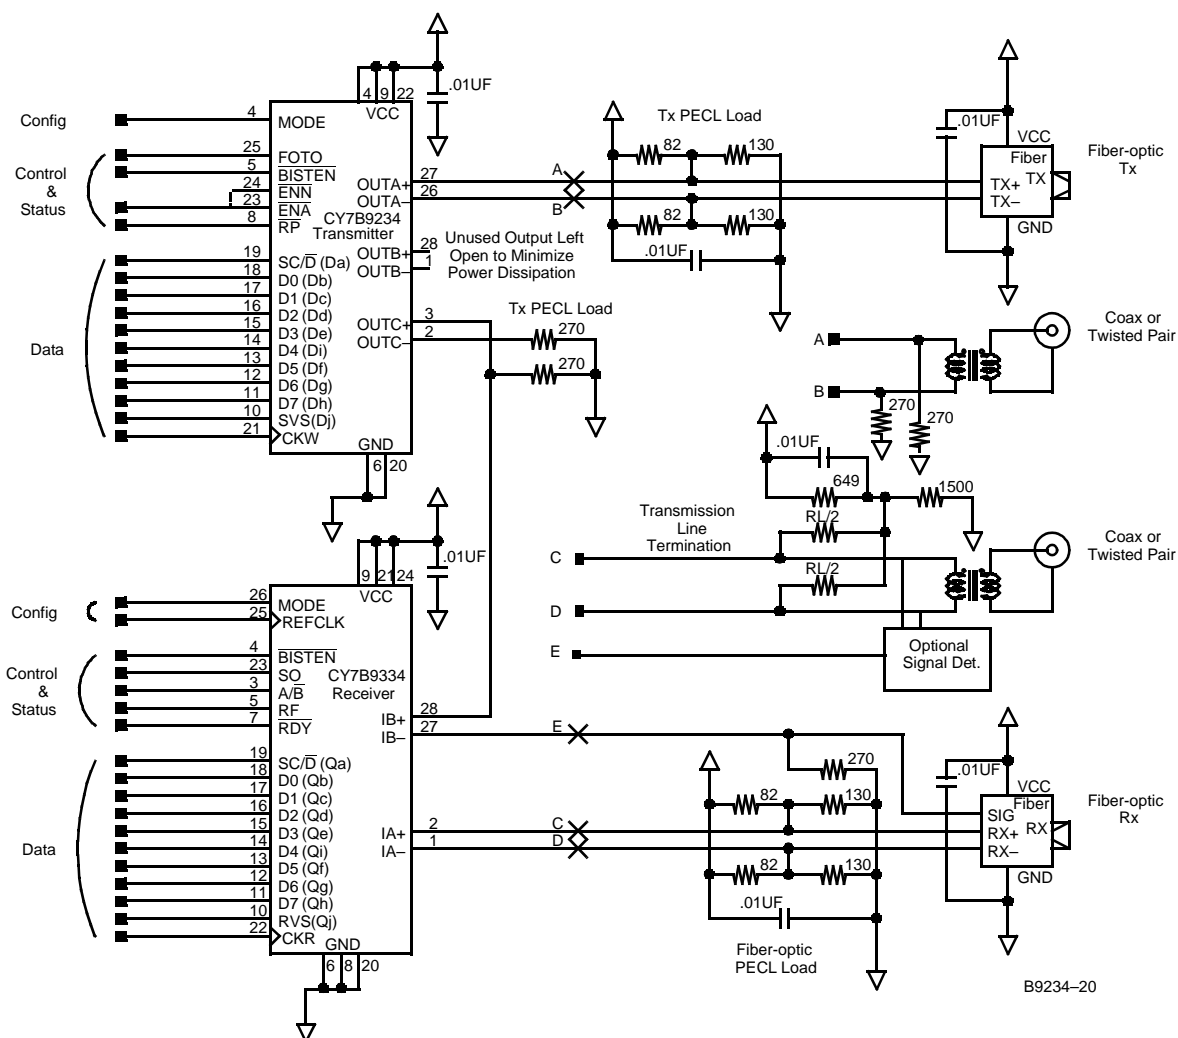 .01UF
4 9 22
VCC
Config
4
MODE
Control
&
Status
25
FOTO
5
BISTEN
24
ENN
23
ENA
8
RP
CY7B9234
Transmitter
27
OUTA+
26
OUTA–
28
OUTB+
1
OUTB–
3
OUTC+
2
OUTC–
Unused Output Left
Open to Minimize
Power Dissipation
Data
19
SC/D (Da)
18
D0 (Db)
17
D1 (Dc)
16
D2 (Dd)
15
D3 (De)
14
D4 (Di)
13
D5 (Df)
12
D6 (Dg)
11
D7 (Dh)
10
SVS(Dj)
21
CKW
GND
6 20
Tx PECL Load
270
270
Tx PECL Load
82
130
A
B
82
130
.01UF
.01UF
VCC
Fiber
TX
TX+
TX–
GND
Fiber-optic
Tx
A
B
270
270
Coax or
Twisted Pair
.01UF
649
1500
RL/2
RL/2
Transmission
Line
Termination
C
D
E
Optional
Signal Det.
Coax or
Twisted Pair
.01UF
9 21 24
VCC
Config
26
MODE
25
REFCLK
Control
&
Status
4
BISTEN
23
SO
3
A/B
5
RF
7
RDY
CY7B9334
Receiver
28
IB+
27
IB–
2
IA+
1
IA–
Data
19
SC/D (Qa)
18
D0 (Qb)
17
D1 (Qc)
16
D2 (Qd)
15
D3 (Qe)
14
D4 (Qi)
13
D5 (Qf)
12
D6 (Qg)
11
D7 (Qh)
10
RVS(Qj)
22
CKR
GND
6 8 20
E
C
D
270
82
130
82
130
.01UF
Fiber-optic
PECL Load
.01UF
VCC
Fiber
SIG
RX
RX+
RX–
GND
Fiber-optic
Rx
B9234–20